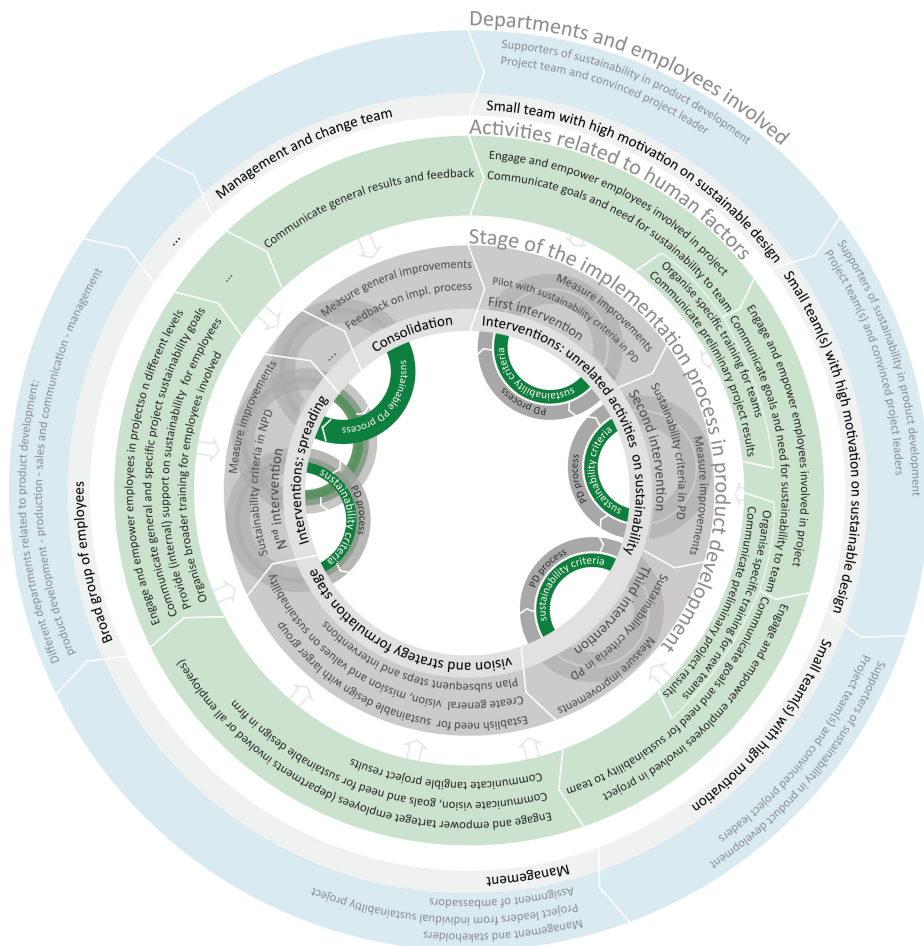 Departments and employees involved
Supporters of sustainability in product development
Project team and convinced project leader
Small team with high motivation on sustainable design
Supporters of sustainability in product development
Project team(s) and convinced project leaders
Small team(s) with high motivation on sustainable design
Supporters of sustainability in product development
Project team(s) and convinced project leaders
Small team(s) with hign motivation
Management and stakeholders
Project leaders from individual sustainability project
Assignment of ambassadors
Management
Different departments related to product development:
product development - production - sales and communication - management
Broad group of employees
...
Management and change team
Activities related to human factors
Engage and empower employees involved in project
Communicate goals and need for sustainability to team
Organise specific training for teams
Communicate preliminary project results
Engage and empower employees involved in project
Communicate goals and need for sustainability to team
Organise specific training for new teams
Communicate preliminary project results
Engage and empower employees involved in project
Communicate goals and need for sustainability to team
Engage and empower tarteget employees (departments involved or all employees)
Communicate vision, goals and need for sustainable design in firm
Communicate tangible project results
Engage and empower employees in projectso n different levels
Communicate general and specific project sustainability goals
Provide (internal) support on sustainability for employees
Organise broader training for employees involved
...
Communicate general results and feedback
Stage of the implementation process in product development
Measure improvements
Pilot with sustainability criteria in PD
First intervention
Measure improvements
Sustainability criteria in PD
Second intervention
Measure improvements
Sustainability criteria in PD
Third intervention
Interventions: unrelated activities on sustainability
Establish need for sustainable design with larger group
Create general vision, mission and values on sustainability
Plan subsequent steps and interventions
vision and strategy formulation stage
Measure improvements
Sustainability criteria in NPD
Nᵗʰ intervention
Interventions: spreading
...
Measure general improvements
Feedback on impl. process
Consolidation
sustainability criteria
PD process
sustainability criteria
PD process
sustainability criteria
PD process
sustainability criteria
PD process
sustainable PD process